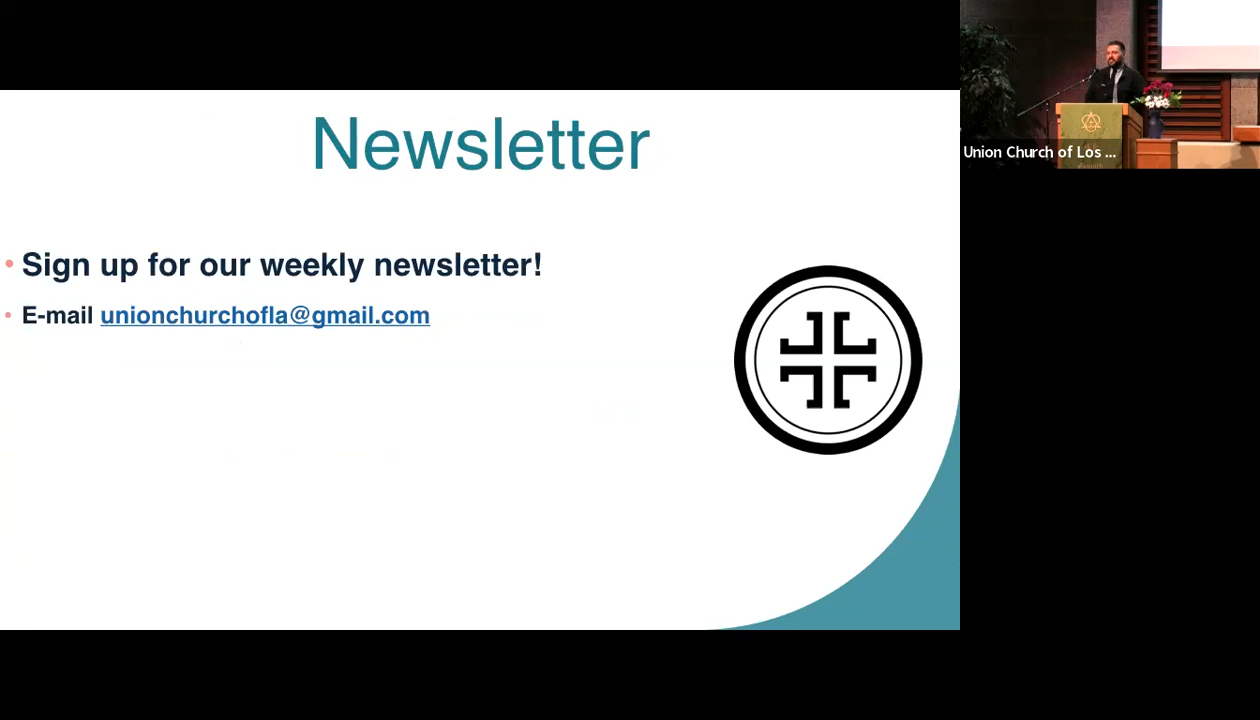 Newsletter
• Sign up for our weekly newsletter!
• E-mail unionchurchofla@gmail.com
Union Church of Los ...